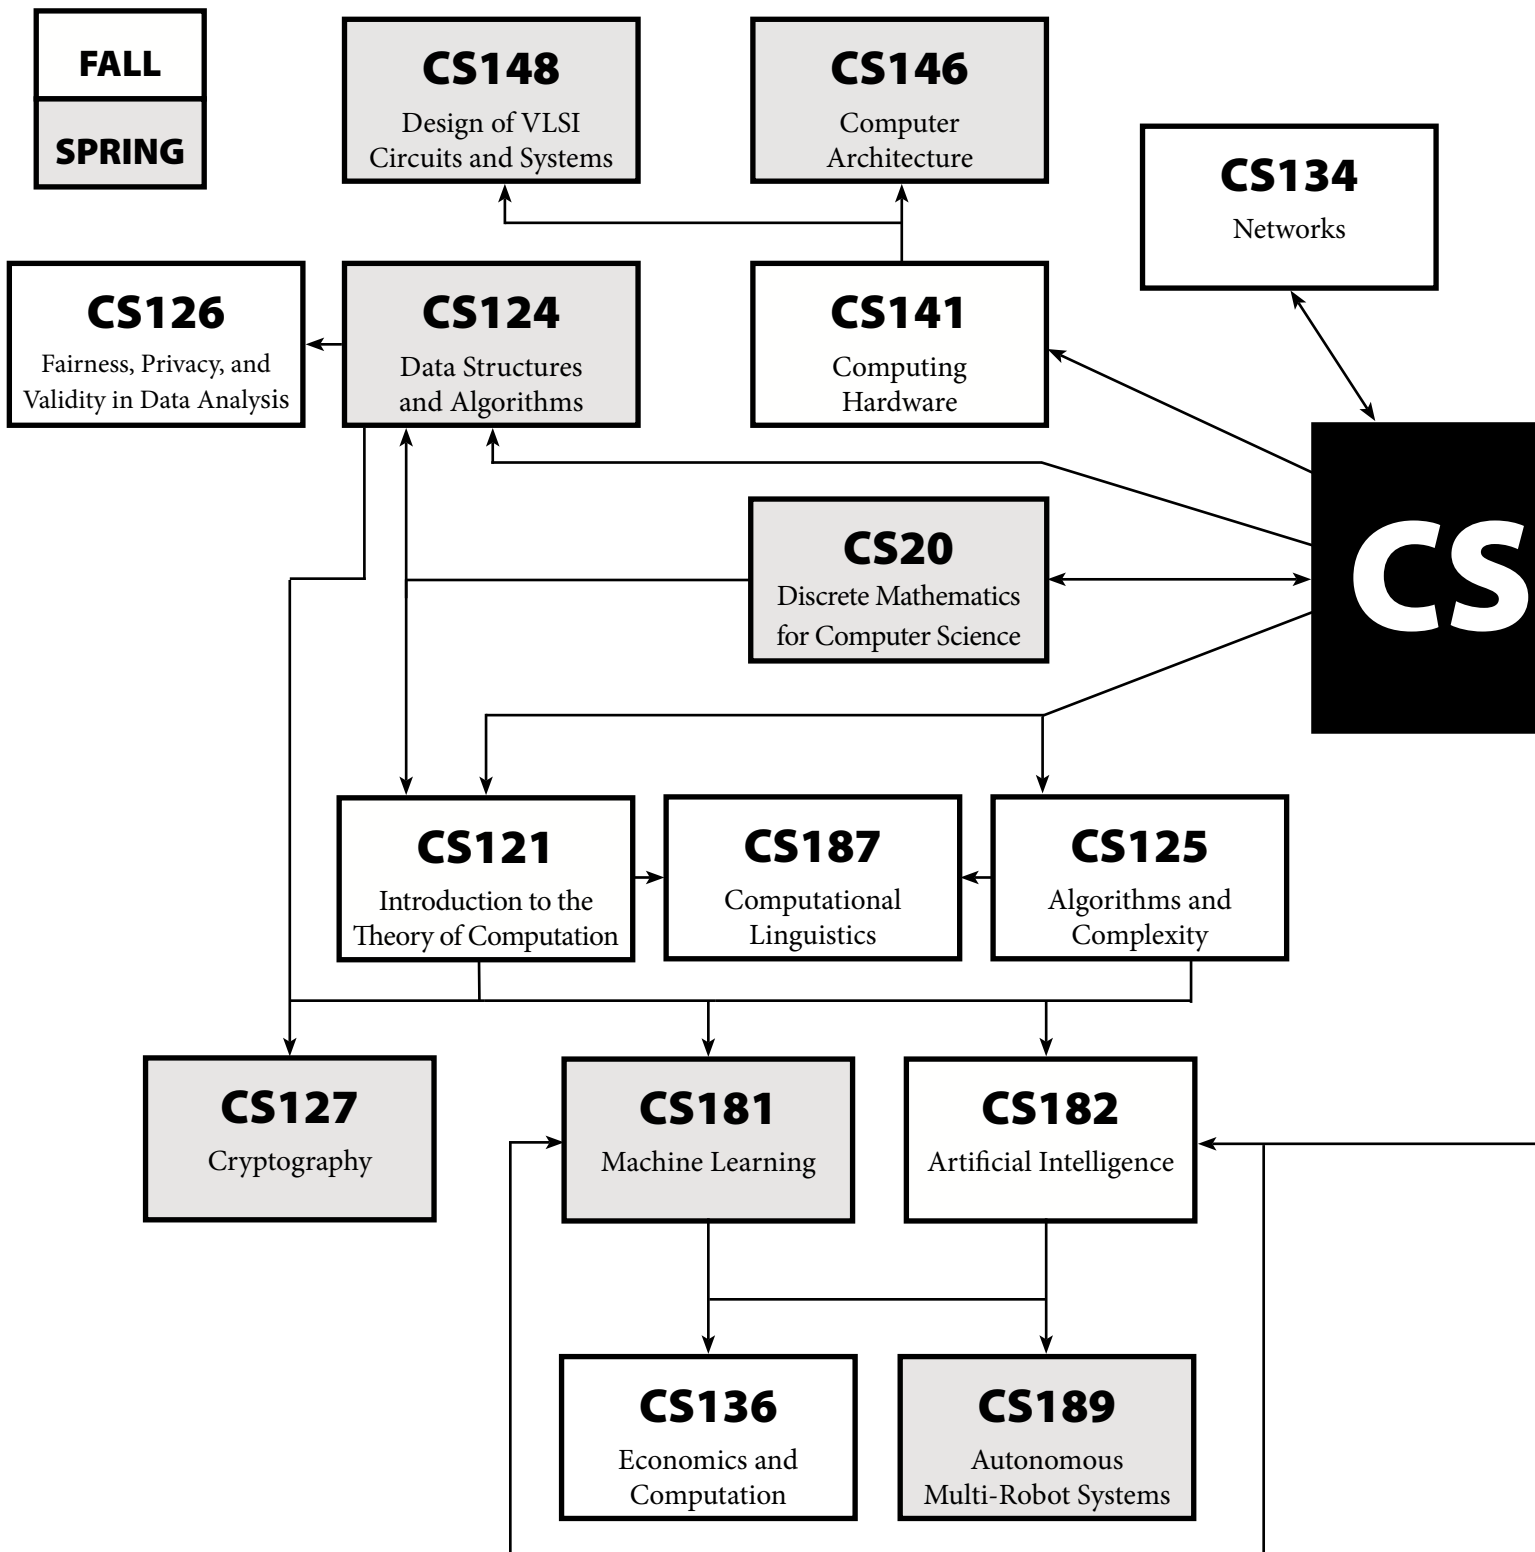 FALL
SPRING
CS148
Design of VLSI
Circuits and Systems
CS146
Computer
Architecture
CS134
Networks
CS126
Fairness, Privacy, and
Validity in Data Analysis
CS124
Data Structures
and Algorithms
CS141
Computing
Hardware
CS20
Discrete Mathematics
for Computer Science
CS
CS121
Introduction to the
Theory of Computation
CS187
Computational
Linguistics
CS125
Algorithms and
Complexity
CS127
Cryptography
CS181
Machine Learning
CS182
Artificial Intelligence
CS136
Economics and
Computation
CS189
Autonomous
Multi-Robot Systems